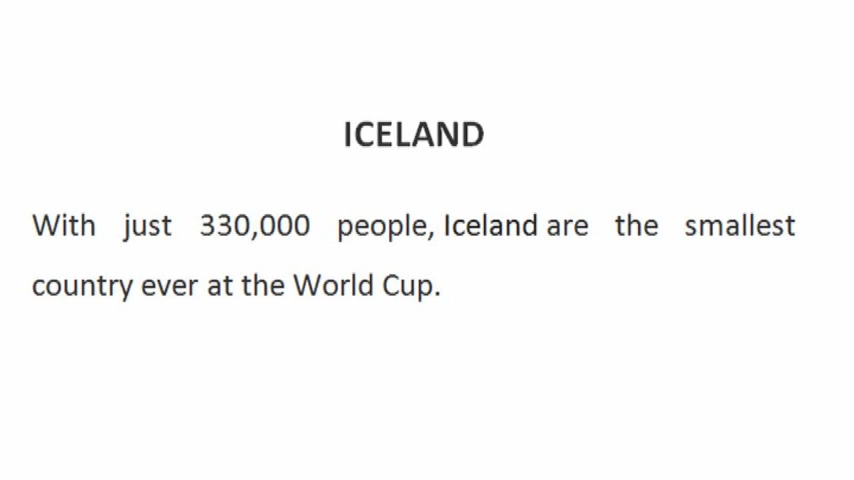 ICELAND
With just 330,000 people, Iceland are the smallest
country ever at the World Cup.